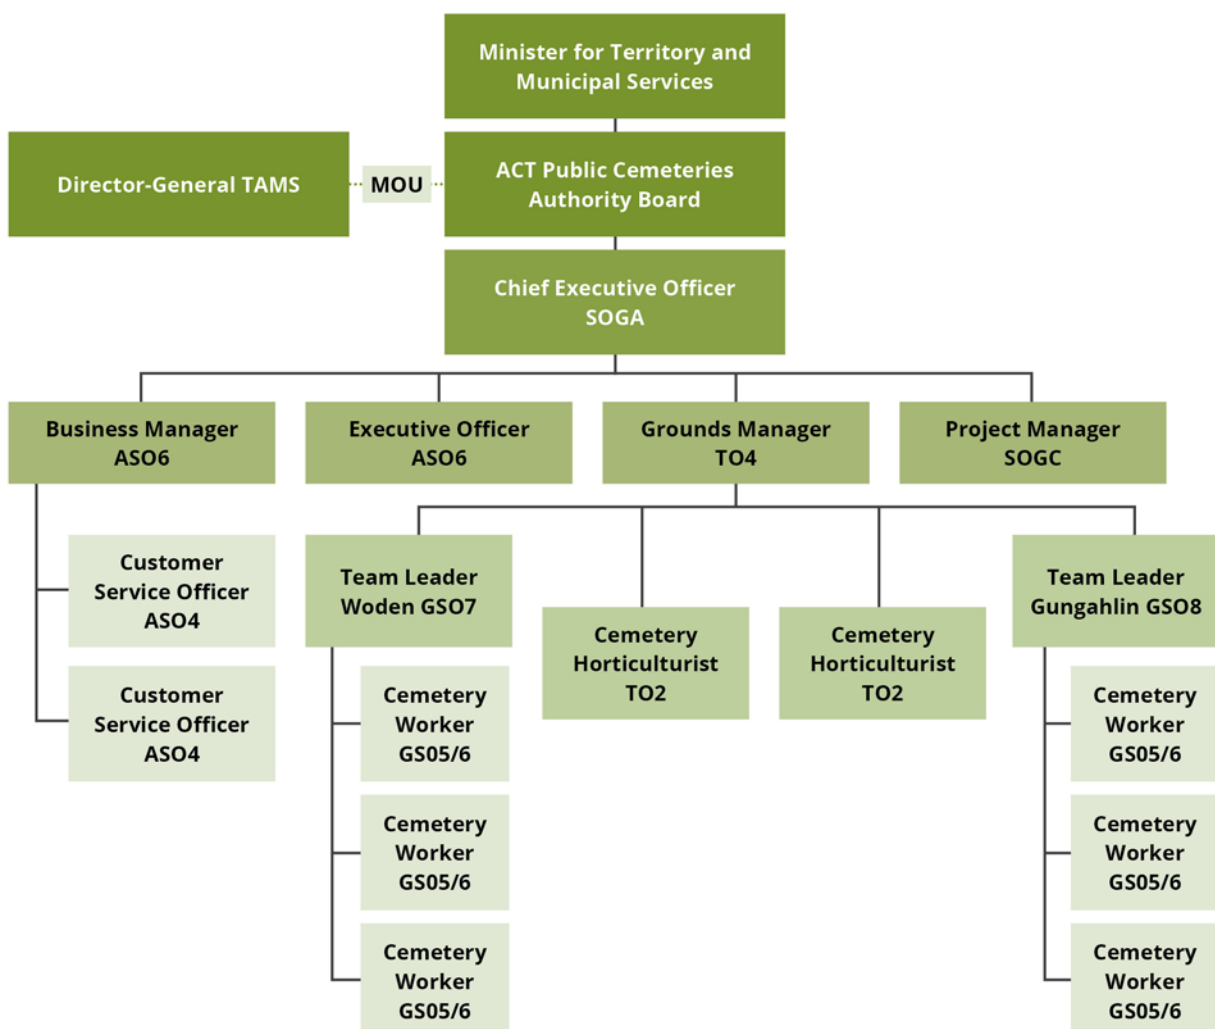 Minister for Territory and
Municipal Services
Director-General TAMS
MOU
ACT Public Cemeteries
Authority Board
Chief Executive Officer
SOGA
Business Manager
ASO6
Executive Officer
ASO6
Grounds Manager
TO4
Project Manager
SOGC
Customer
Service Officer
ASO4
Customer
Service Officer
ASO4
Team Leader
Woden GSO7
Cemetery
Worker
GS05/6
Cemetery
Worker
GS05/6
Cemetery
Worker
GS05/6
Cemetery
Horticulturist
TO2
Cemetery
Horticulturist
TO2
Team Leader
Gungahlin GSO8
Cemetery
Worker
GS05/6
Cemetery
Worker
GS05/6
Cemetery
Worker
GS05/6